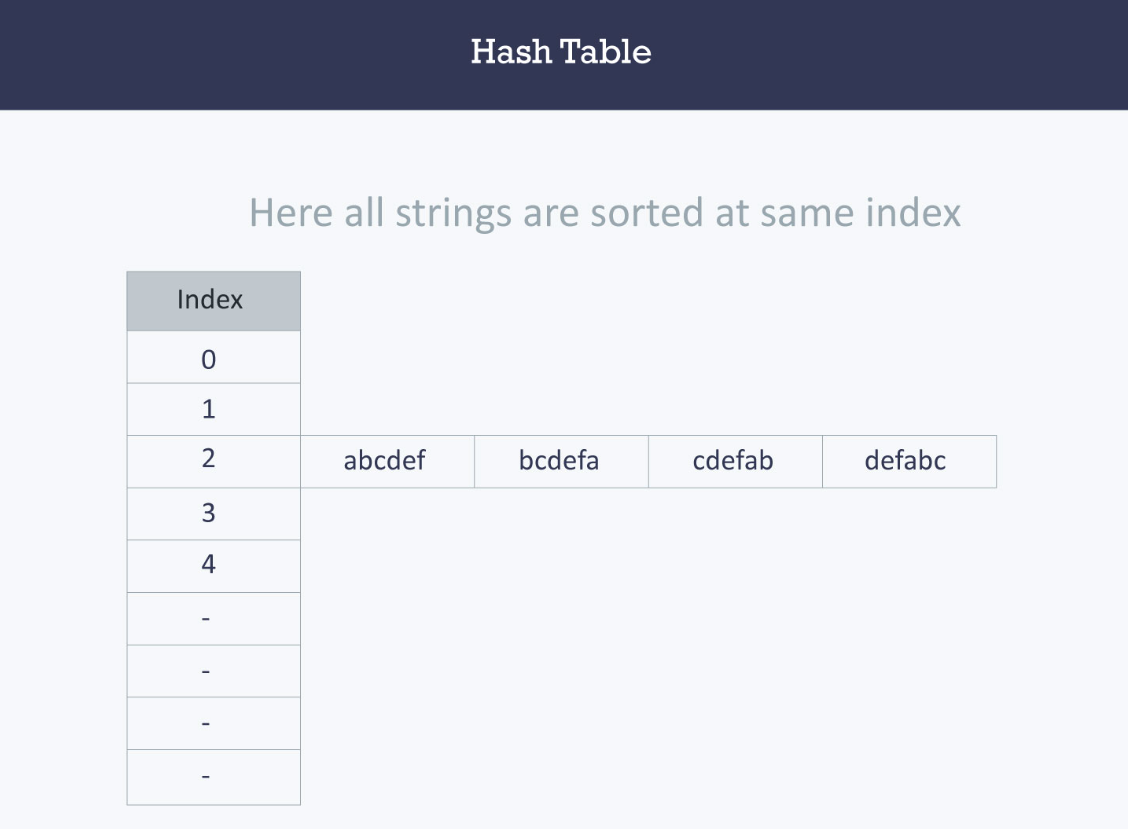 Hash Table
Here all strings are sorted at same index
Index
0
1
2 abcdef bcdefa cdefab defabc
3
4
-
-
-
-